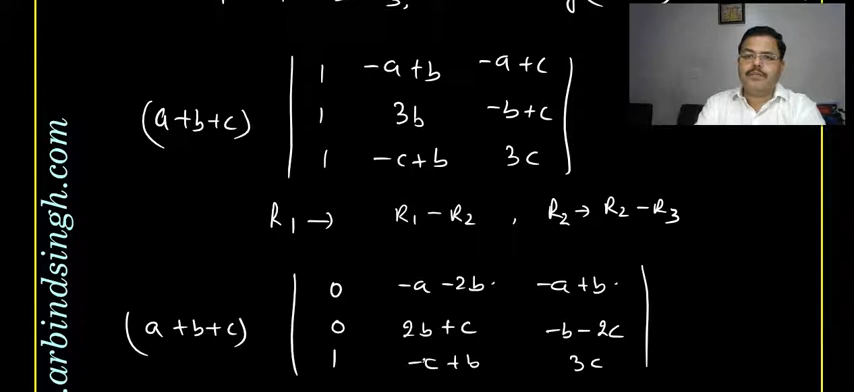 | 1 -a+b -a+c |
(a+b+c) | 1 3b -b+c |
| 1 -c+b 3c |
R₁ → R₁ - R₂ , R₂ → R₂ - R₃
| 0 -a-2b. -a+b. |
(a+b+c) | 0 2b+c -b-2c |
| 1 -c+b 3c |
.arbindsingh.com